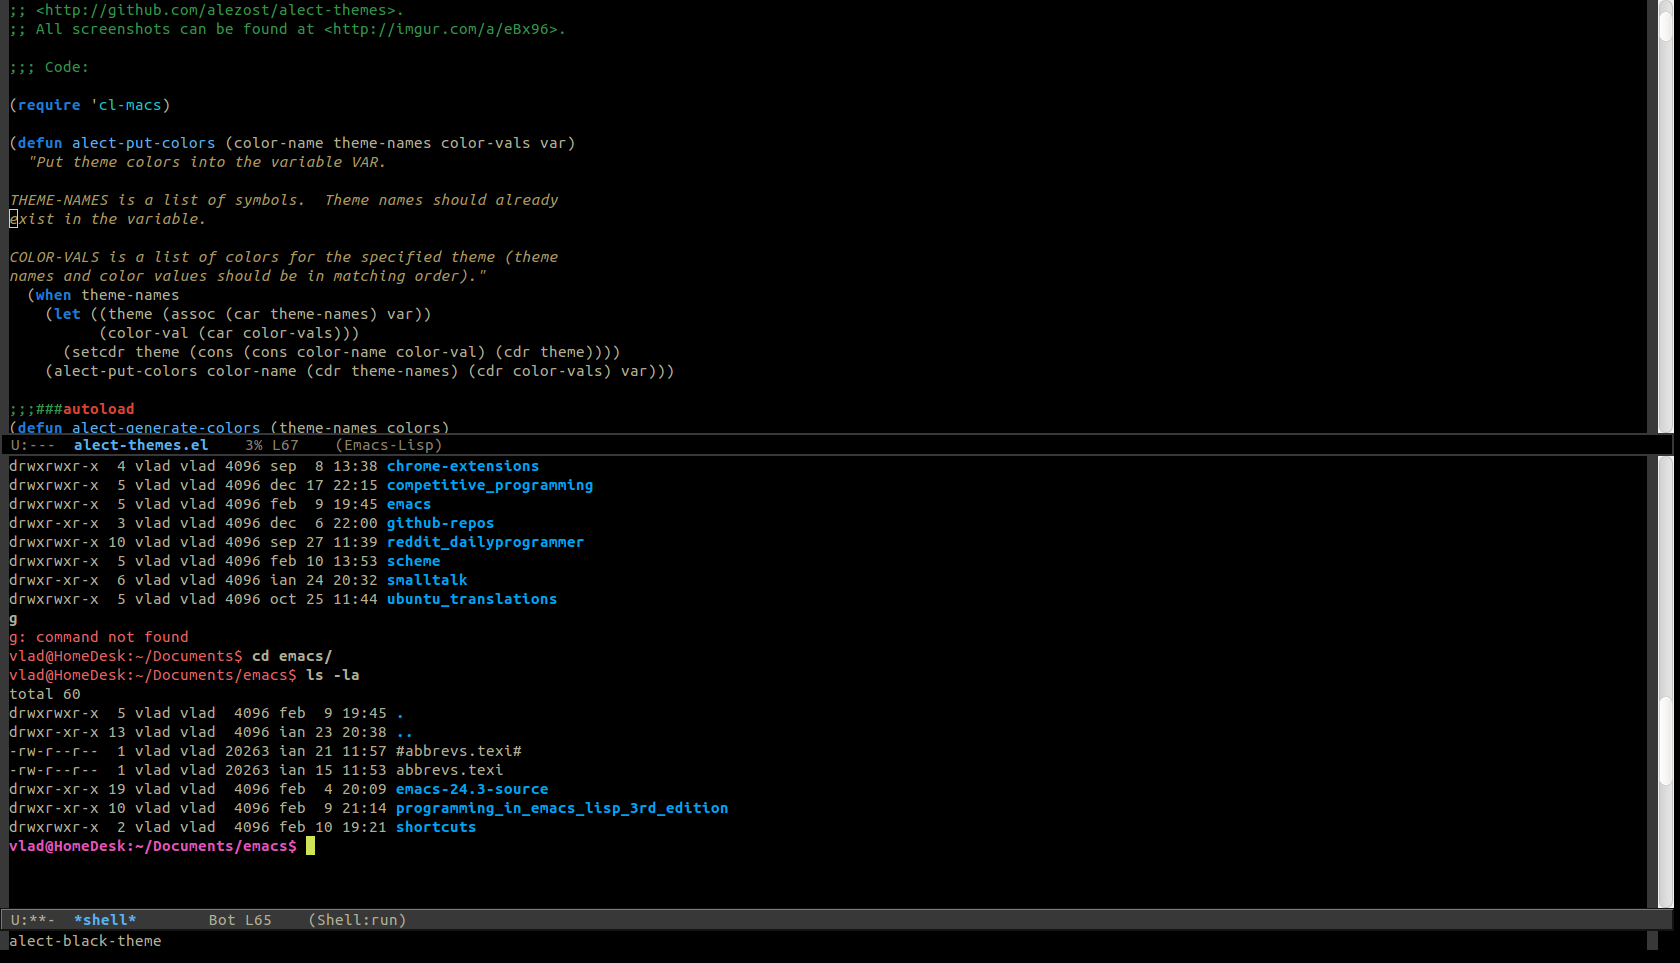 ;; <http://github.com/alezost/alect-themes>.
;; All screenshots can be found at <http://imgur.com/a/eBx96>.

;;; Code:

(require 'cl-macs)

(defun alect-put-colors (color-name theme-names color-vals var)
  "Put theme colors into the variable VAR.

THEME-NAMES is a list of symbols.  Theme names should already
exist in the variable.

COLOR-VALS is a list of colors for the specified theme (theme
names and color values should be in matching order)."
  (when theme-names
    (let ((theme (assoc (car theme-names) var))
          (color-val (car color-vals)))
      (setcdr theme (cons (cons color-name color-val) (cdr theme))))
    (alect-put-colors color-name (cdr theme-names) (cdr color-vals) var)))

;;;###autoload
(defun alect-generate-colors (theme-names colors)
U:---  alect-themes.el    3% L67    (Emacs-Lisp)
drwxrwxr-x  4 vlad vlad 4096 sep  8 13:38 chrome-extensions
drwxrwxr-x  5 vlad vlad 4096 dec 17 22:15 competitive_programming
drwxrwxr-x  5 vlad vlad 4096 feb  9 19:45 emacs
drwxr-xr-x  3 vlad vlad 4096 dec  6 22:00 github-repos
drwxrwxr-x 10 vlad vlad 4096 sep 27 11:39 reddit_dailyprogrammer
drwxrwxr-x  5 vlad vlad 4096 feb 10 13:53 scheme
drwxr-xr-x  6 vlad vlad 4096 ian 24 20:32 smalltalk
drwxrwxr-x  5 vlad vlad 4096 oct 25 11:44 ubuntu_translations
g
g: command not found
vlad@HomeDesk:~/Documents$ cd emacs/
vlad@HomeDesk:~/Documents/emacs$ ls -la
total 60
drwxrwxr-x  5 vlad vlad  4096 feb  9 19:45 .
drwxr-xr-x 13 vlad vlad  4096 ian 23 20:38 ..
-rw-r--r--  1 vlad vlad 20263 ian 21 11:57 #abbrevs.texi#
-rw-r--r--  1 vlad vlad 20263 ian 15 11:53 abbrevs.texi
drwxr-xr-x 19 vlad vlad  4096 feb  4 20:09 emacs-24.3-source
drwxr-xr-x 10 vlad vlad  4096 feb  9 21:14 programming_in_emacs_lisp_3rd_edition
drwxrwxr-x  2 vlad vlad  4096 feb 10 19:21 shortcuts
vlad@HomeDesk:~/Documents/emacs$
U:**-  *shell*        Bot L65    (Shell:run)
alect-black-theme